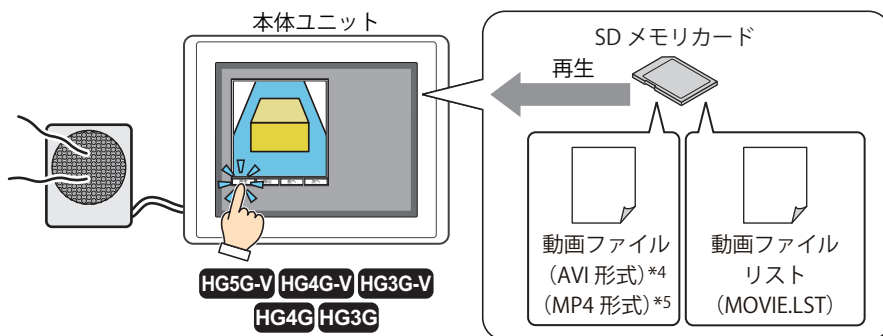 本体ユニット
SD メモリカード
再生
動画ファイル
(AVI 形式)*4
(MP4 形式)*5
動画ファイル
リスト
(MOVIE.LST)
HG5G-V HG4G-V HG3G-V
HG4G HG3G